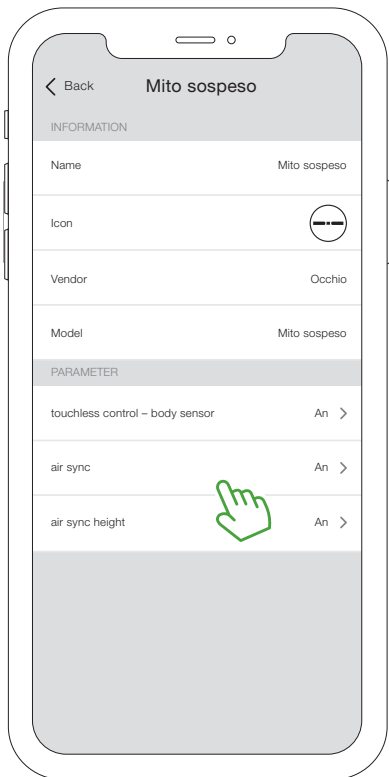 Back Mito sospeso
INFORMATION
Name Mito sospeso
Icon
Vendor Occhio
Model Mito sospeso
PARAMETER
touchless control – body sensor An
air sync An
air sync height An